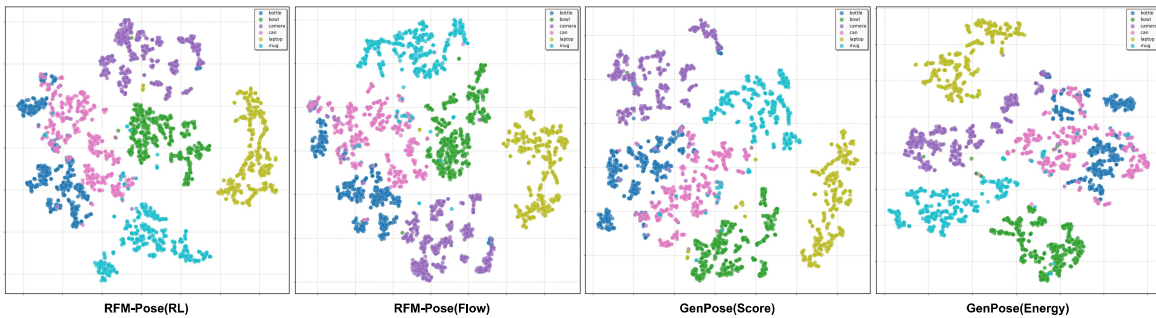 bottle
bowl
camera
can
laptop
mug
bottle
bowl
camera
can
laptop
mug
bottle
bowl
camera
can
laptop
mug
bottle
bowl
camera
can
laptop
mug
RFM-Pose(RL) RFM-Pose(Flow) GenPose(Score) GenPose(Energy)